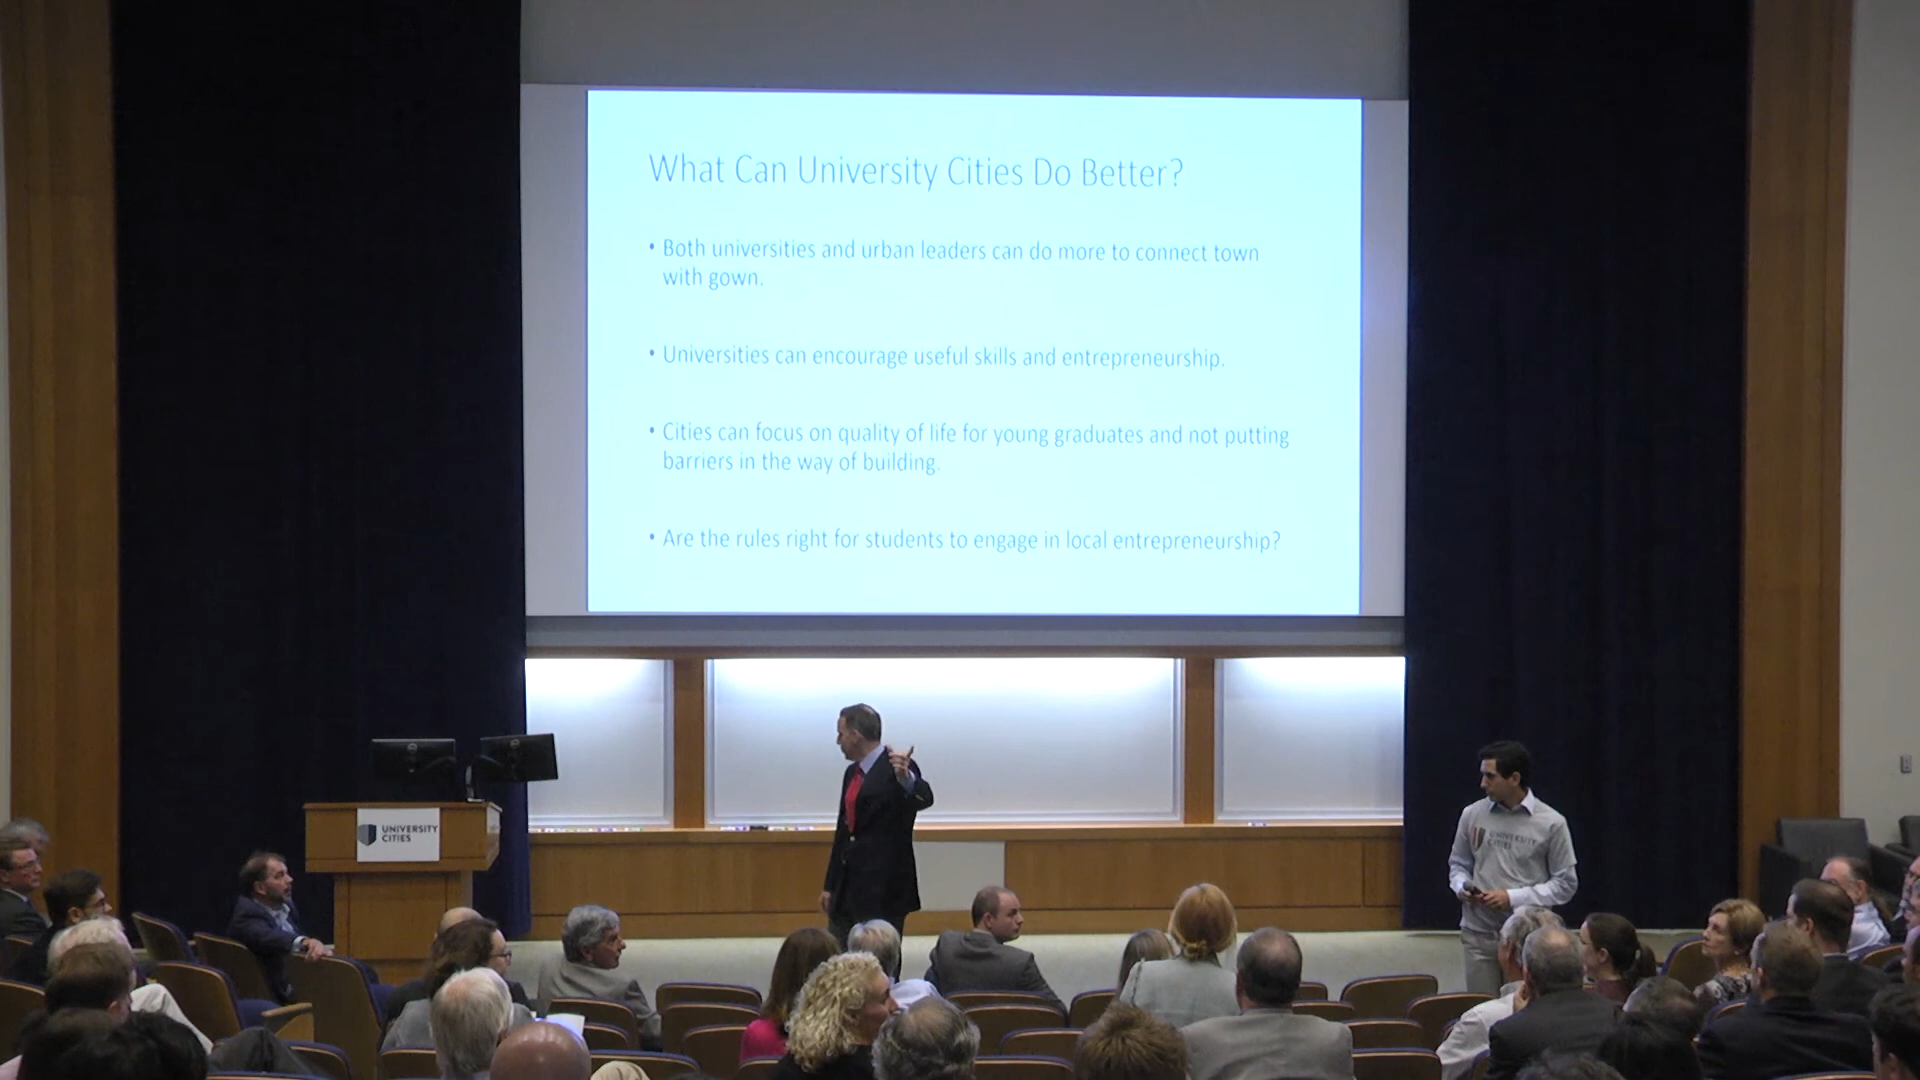 What Can University Cities Do Better?
• Both universities and urban leaders can do more to connect town
with gown.
• Universities can encourage useful skills and entrepreneurship.
• Cities can focus on quality of life for young graduates and not putting
barriers in the way of building.
• Are the rules right for students to engage in local entrepreneurship?
UNIVERSITY
CITIES
UNIVERSITY
CITIES